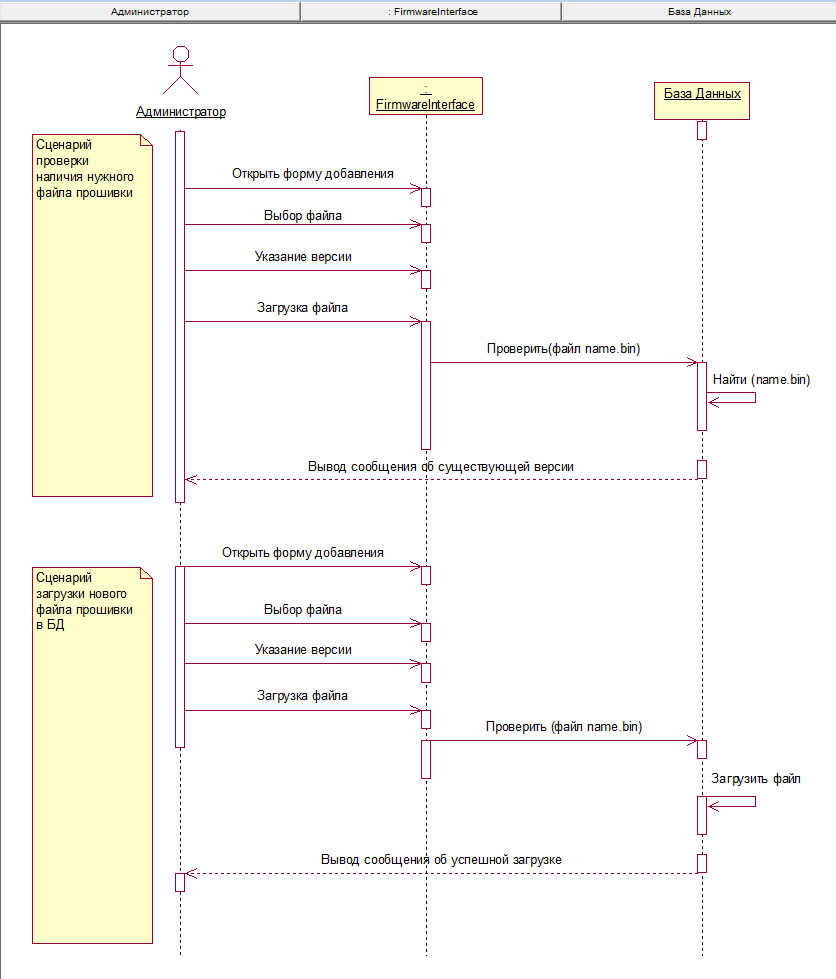 Администратор
: FirmwareInterface
База Данных
Администратор
:
FirmwareInterface
База Данных
Сценарий
проверки
наличия нужного
файла прошивки
Открыть форму добавления
Выбор файла
Указание версии
Загрузка файла
Проверить(файл name.bin)
Найти (name.bin)
Вывод сообщения об существующей версии
Сценарий
загрузки нового
файла прошивки
в БД
Открыть форму добавления
Выбор файла
Указание версии
Загрузка файла
Проверить (файл name.bin)
Загрузить файл
Вывод сообщения об успешной загрузке